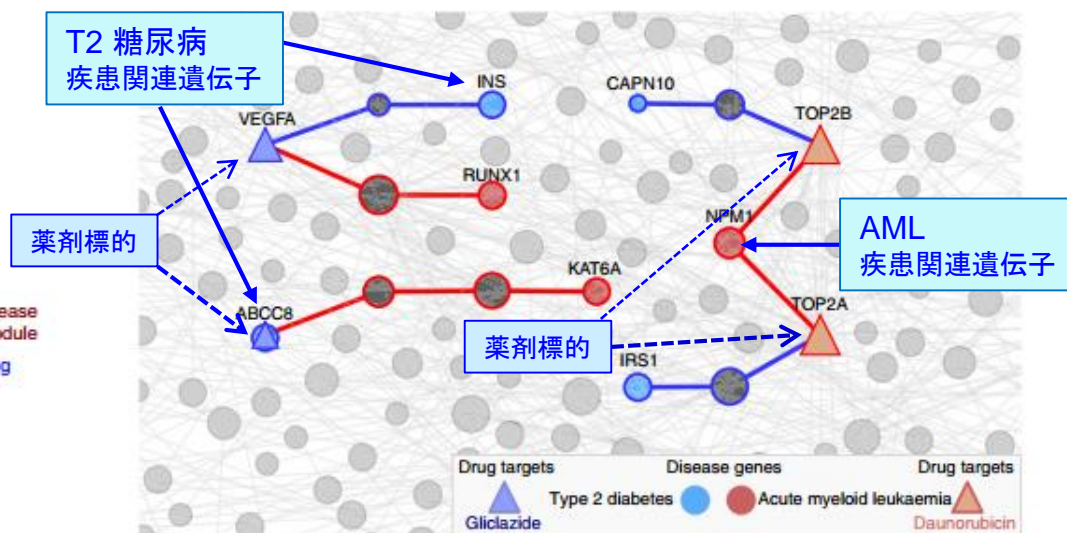 T2 糖尿病
疾患関連遺伝子
INS
CAPN10
VEGFA
TOP2B
RUNX1
NPM1
薬剤標的
AML
疾患関連遺伝子
KAT6A
ABCC8
TOP2A
薬剤標的
IRS1
Drug targets
Disease genes
Drug targets
Type 2 diabetes
Acute myeloid leukaemia
Gliclazide
Daunorubicin